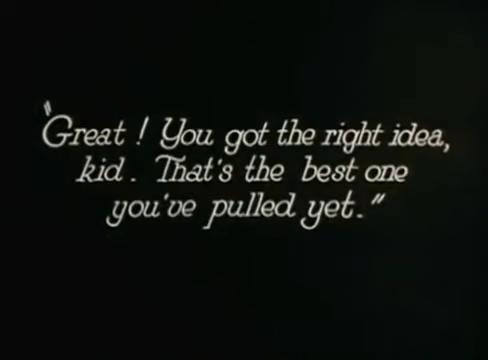 "Great! You got the right idea,
kid. That's the best one
you've pulled yet."